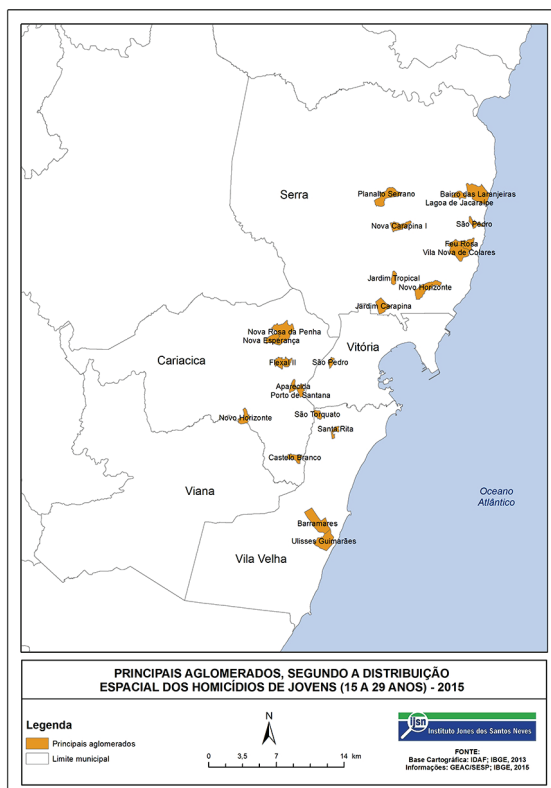 Serra
Planalto Serrano
Bairro das Laranjeiras
Lagoa de Jacaraipe
Nova Carapina I
São Pedro
Feu Rosa
Vila Nova de Colares
Jardim Tropical
Novo Horizonte
Jardim Carapina
Nova Rosa da Penha
Nova Esperança
Vitória
Cariacica
Flexal II
São Pedro
Aparecida
Porto de Santana
Novo Horizonte
São Torquato
Santa Rita
Castelo Branco
Viana
Oceano
Atlântico
Barramares
Ulisses Guimarães
Vila Velha
PRINCIPAIS AGLOMERADOS, SEGUNDO A DISTRIBUIÇÃO
ESPACIAL DOS HOMICÍDIOS DE JOVENS (15 A 29 ANOS) - 2015
Legenda
Principais aglomerados
Limite municipal
N
0 3,5 7 14 km
ijsn
Instituto Jones dos Santos Neves
FONTE:
Base Cartográfica: IDAF; IBGE, 2013
Informações: GEAC/SESP; IBGE, 2015